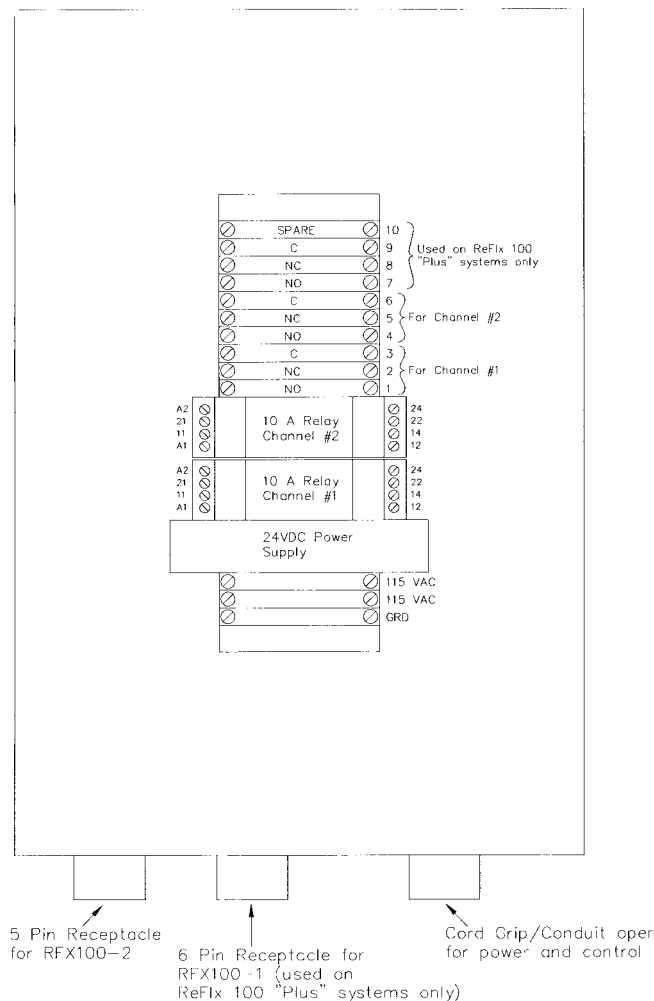 SPARE 10
C 9
NC 8
NO 7
Used on ReFlx 100
"Plus" systems only
C 6
NC 5
NO 4
For Channel #2
C 3
NC 2
NO 1
For Channel #1
A2 24
21 10 A Relay 22
11 Channel #2 14
A1 12
A2 24
21 10 A Relay 22
11 Channel #1 14
A1 12
24VDC Power
Supply
115 VAC
115 VAC
GRD
5 Pin Receptacle
for RFX100-2
6 Pin Receptacle for
RFX100-1 (used on
ReFlx 100 "Plus" systems only)
Cord Grip/Conduit oper
for power and control